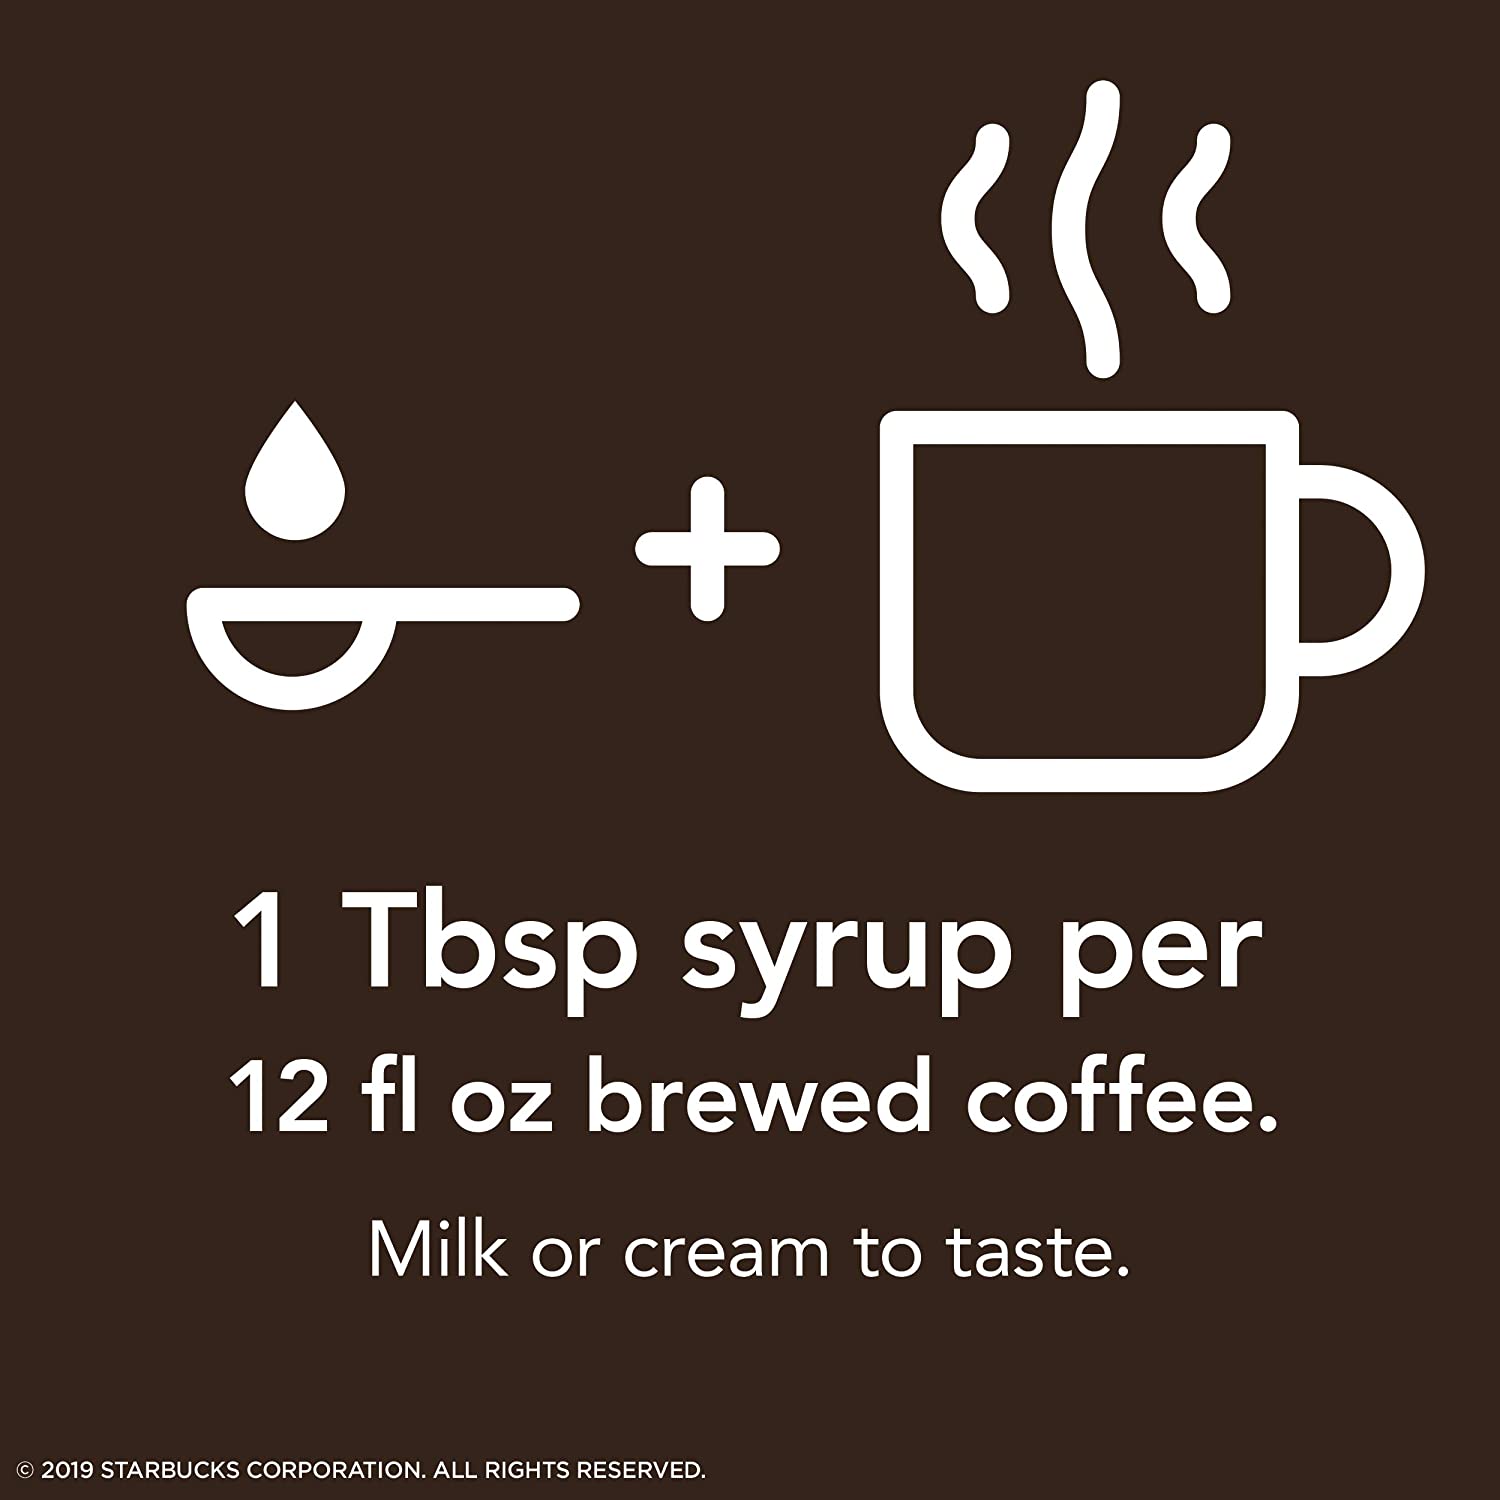 1 Tbsp syrup per
12 fl oz brewed coffee.
Milk or cream to taste.
© 2019 STARBUCKS CORPORATION. ALL RIGHTS RESERVED.